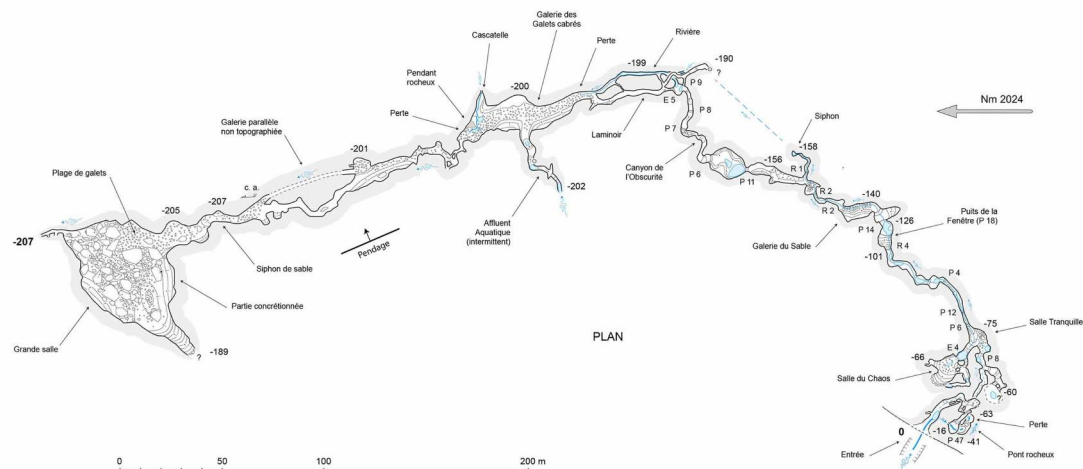 Galerie des
Galets cabrés
Cascatelle
Perte
Rivière
-199
-190
?
Pendant
rocheux
-200
P 9
Nm 2024
E 5
P 8
Siphon
Perte
Laminoir
Galerie parallèle
non topographiée
P 7
-158
-201
Canyon de
l'Obscurité
-156
R 1
Plage de galets
P 6
P 11
c. a.
-202
R 2
-140
-205
-207
Affluent
Aquatique
(intermittent)
R 2
-126
Puits de la
Fenêtre (P 18)
-207
Pendage
P 14
Galerie du Sable
R 4
-101
Siphon de sable
P 4
Partie concrétionnée
P 12
Salle Tranquille
PLAN
P 6
-75
Grande salle
-189
?
E 4
-66
P 8
Salle du Chaos
-60
?
-63
0
-16
Perte
P 47
-41
Entrée
Pont rocheux
0
50
100
200 m